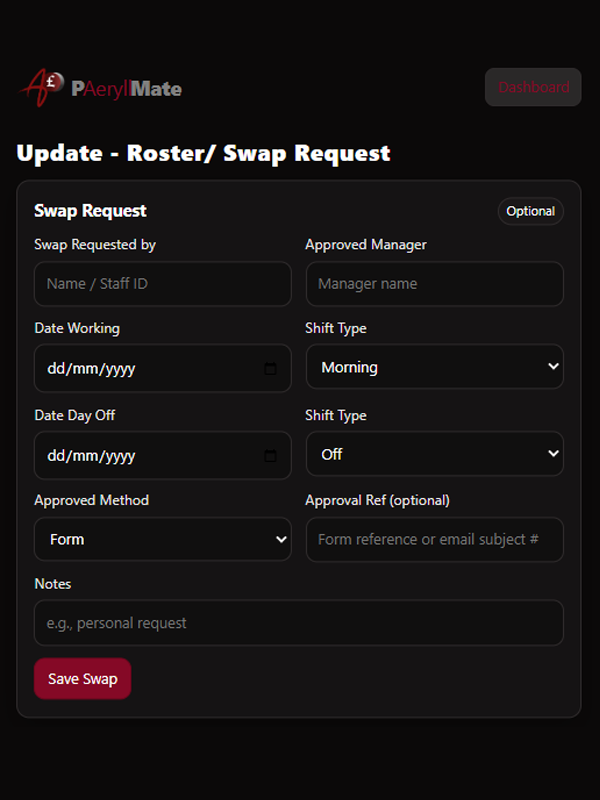 £ PAeryllMate
Dashboard
Update - Roster/ Swap Request
Swap Request
Optional
Swap Requested by
Approved Manager
Name / Staff ID
Manager name
Date Working
Shift Type
dd/mm/yyyy
Morning
Date Day Off
Shift Type
dd/mm/yyyy
Off
Approved Method
Approval Ref (optional)
Form
Form reference or email subject #
Notes
e.g., personal request
Save Swap